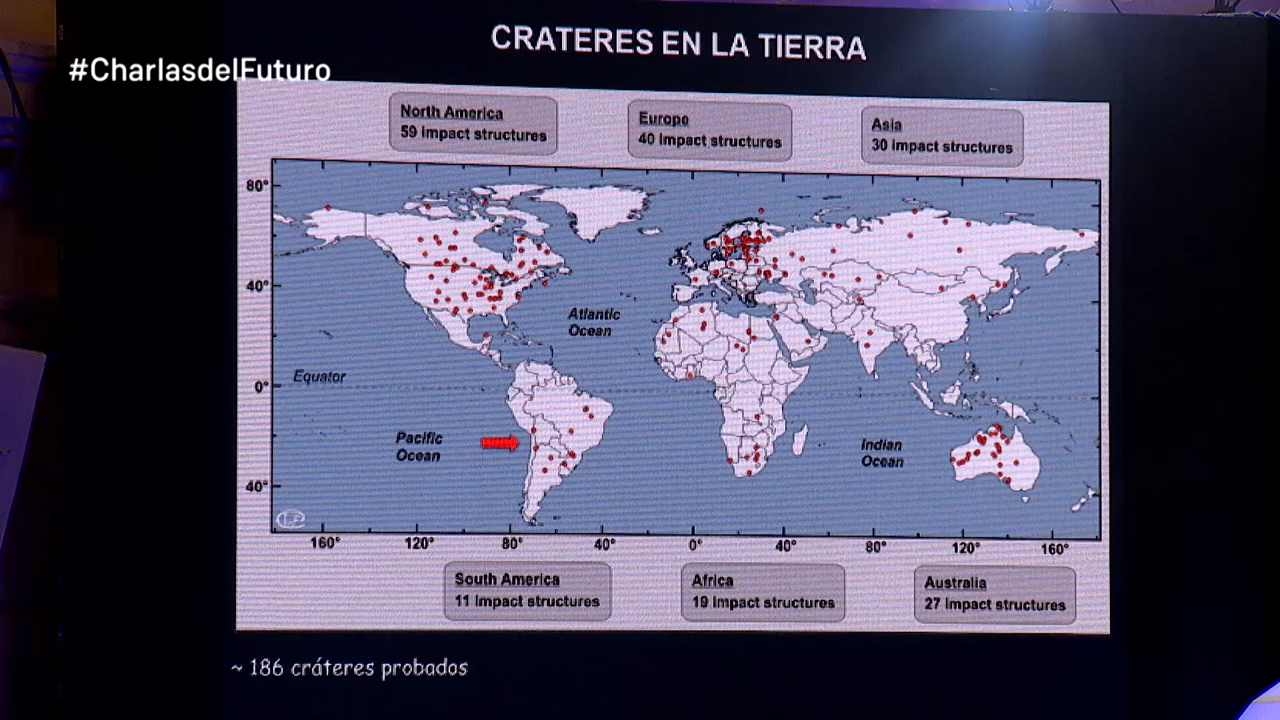 CRATERES EN LA TIERRA
#CharlasdelFuturo
North America
59 Impact structures
Europe
40 Impact structures
Asia
30 Impact structures
80°
40°
0°
40°
Equator
Atlantic
Ocean
Pacific
Ocean
Indian
Ocean
160°
120°
80°
40°
0°
40°
80°
120°
160°
South America
11 Impact structures
Africa
19 Impact structures
Australia
27 Impact structures
~ 186 cráteres probados